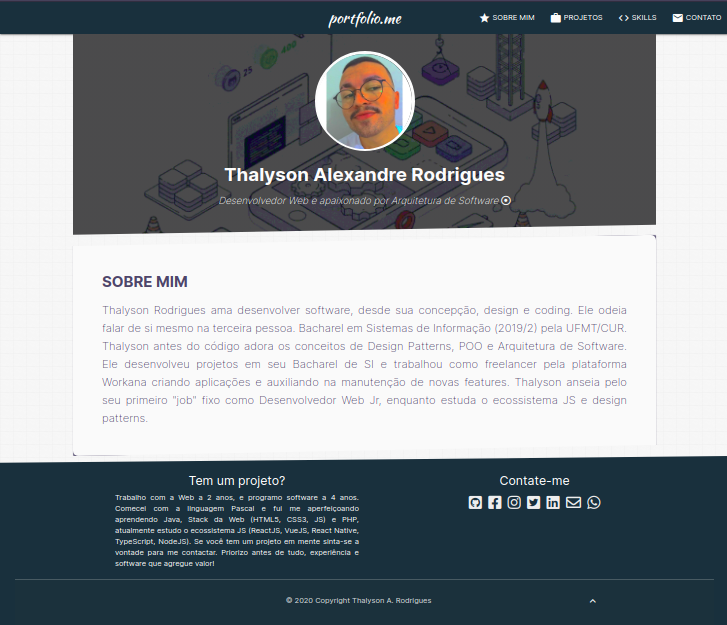 portfolio.me
SOBRE MIM PROJETOS SKILLS CONTATO
25 400
Thalyson Alexandre Rodrigues
Desenvolvedor Web e apaixonado por Arquitetura de Software
SOBRE MIM
Thalyson Rodrigues ama desenvolver software, desde sua concepção, design e coding. Ele odeia
falar de si mesmo na terceira pessoa. Bacharel em Sistemas de Informação (2019/2) pela UFMT/CUR.
Thalyson antes do código adora os conceitos de Design Patterns, POO e Arquitetura de Software.
Ele desenvolveu projetos em seu Bacharel de SI e trabalhou como freelancer pela plataforma
Workana criando aplicações e auxiliando na manutenção de novas features. Thalyson anseia pelo
seu primeiro "job" fixo como Desenvolvedor Web Jr, enquanto estuda o ecossistema JS e design
patterns.
Tem um projeto?
Trabalho com a Web a 2 anos, e programo software a 4 anos.
Comecei com a linguagem Pascal e fui me aperfeiçoando
aprendendo Java, Stack da Web (HTML5, CSS3, JS) e PHP,
atualmente estudo o ecossistema JS (ReactJS, VueJS, React Native,
TypeScript, NodeJS). Se você tem um projeto em mente sinta-se a
vontade para me contactar. Priorizo antes de tudo, experiência e
software que agregue valor!
Contate-me
© 2020 Copyright Thalyson A. Rodrigues